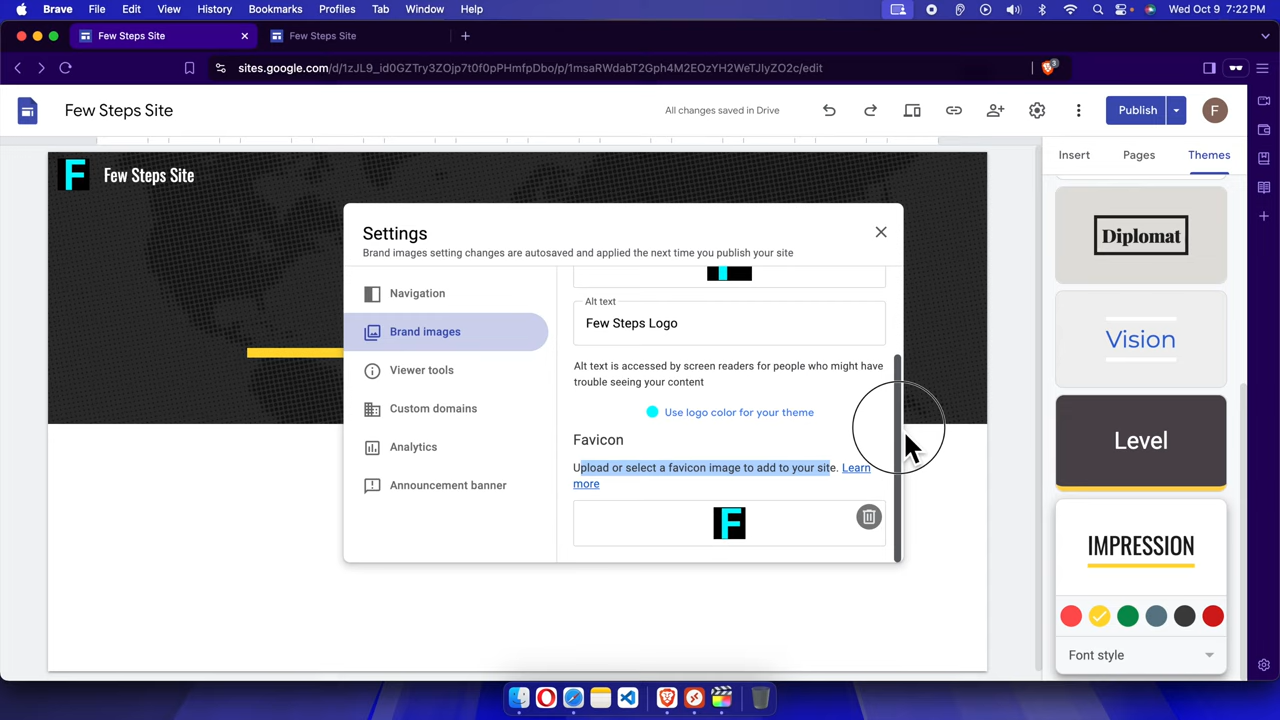 Brave File Edit View History Bookmarks Profiles Tab Window Help Wed Oct 9 7:22 PM
Few Steps Site
Few Steps Site
sites.google.com/d/1zJL9_id0GZTry3ZOjp7t0f0pPHmfpDbo/p/1msaRWdabT2Gph4M2EOzYH2WeTJIyZO2c/edit
3
Few Steps Site
All changes saved in Drive
Publish
F
Insert Pages Themes
F Few Steps Site
Settings
Brand images setting changes are autosaved and applied the next time you publish your site
Navigation
Brand images
Viewer tools
Custom domains
Analytics
Announcement banner
Alt text
Few Steps Logo
Alt text is accessed by screen readers for people who might have
trouble seeing your content
Use logo color for your theme
Favicon
Upload or select a favicon image to add to your site. Learn
more
F
Diplomat
Vision
Level
IMPRESSION
Font style